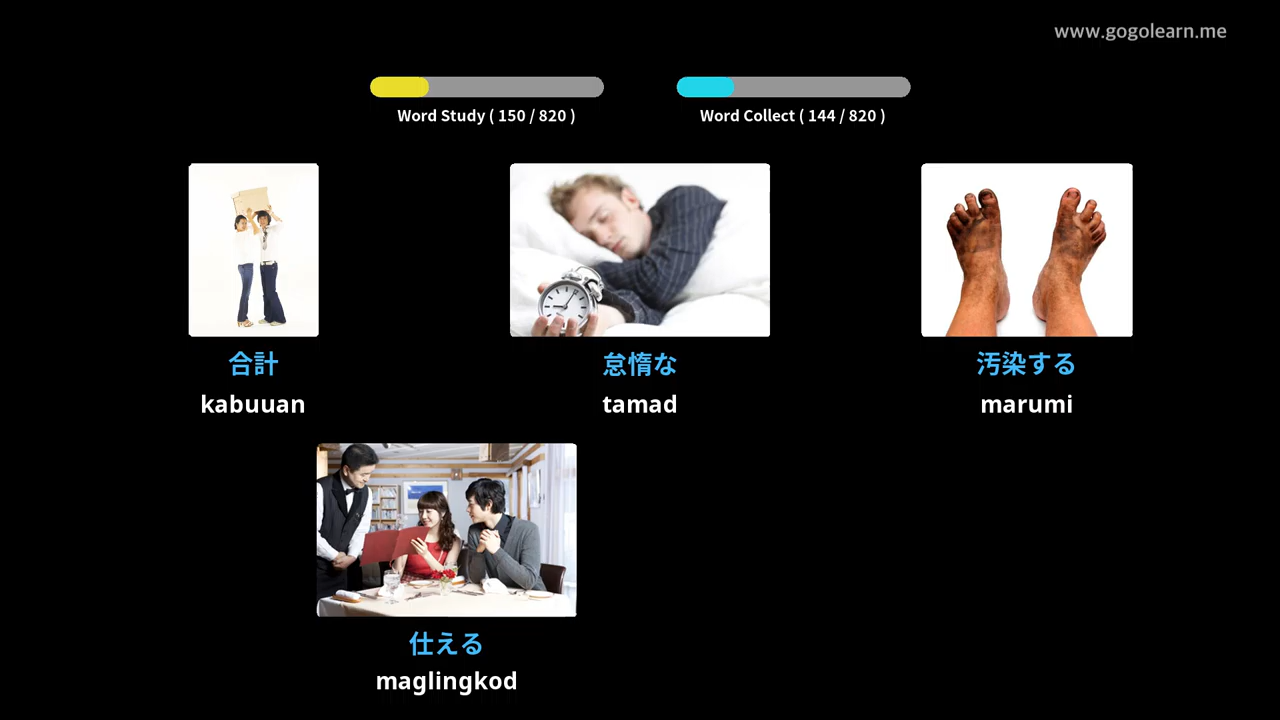 www.gogolearn.me
Word Study ( 150 / 820 )
Word Collect ( 144 / 820 )
合計
kabuuan
怠惰な
tamad
汚染する
marumi
仕える
maglingkod